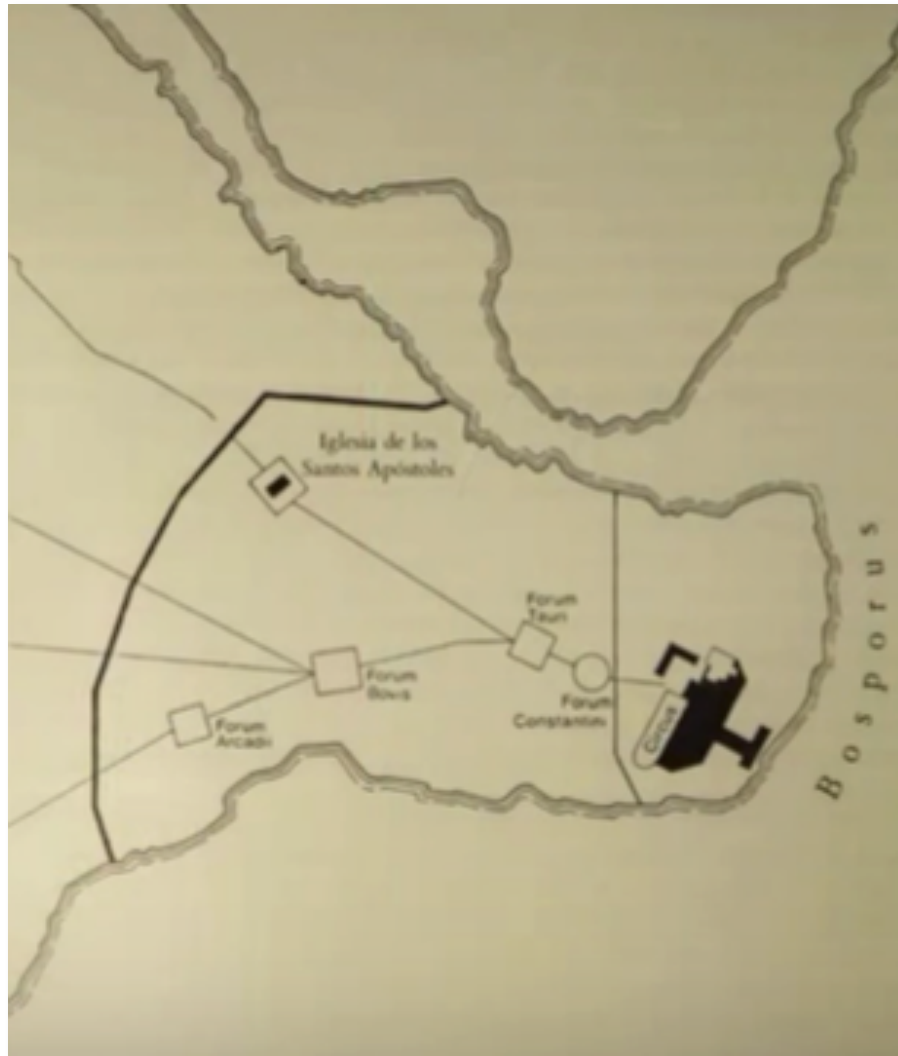 Iglesia de los
Santos Apóstoles
Forum
Tauri
Forum
Bovis
Forum
Constantini
Forum
Arcadii
Circus
Bosporus